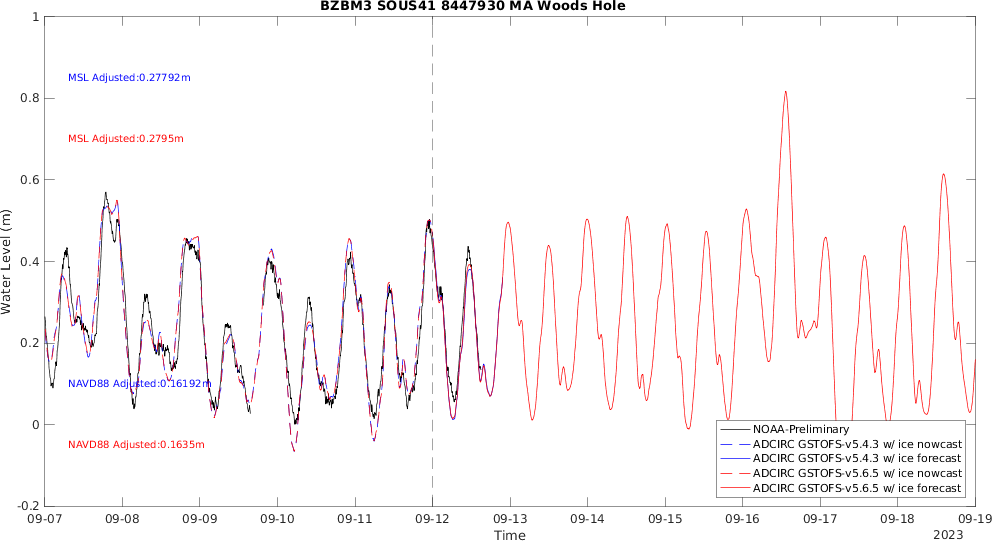 BZBM3 SOUS41 8447930 MA Woods Hole
1
0.8
0.6
0.4
0.2
0
-0.2
Water Level (m)
MSL Adjusted:0.27792m
MSL Adjusted:0.2795m
NAVD88 Adjusted:0.16192m
NAVD88 Adjusted:0.1635m
NOAA-Preliminary
ADCIRC GSTOFS-v5.4.3 w/ ice nowcast
ADCIRC GSTOFS-v5.4.3 w/ ice forecast
ADCIRC GSTOFS-v5.6.5 w/ ice nowcast
ADCIRC GSTOFS-v5.6.5 w/ ice forecast
09-07 09-08 09-09 09-10 09-11 09-12 09-13 09-14 09-15 09-16 09-17 09-18 09-19
Time
2023